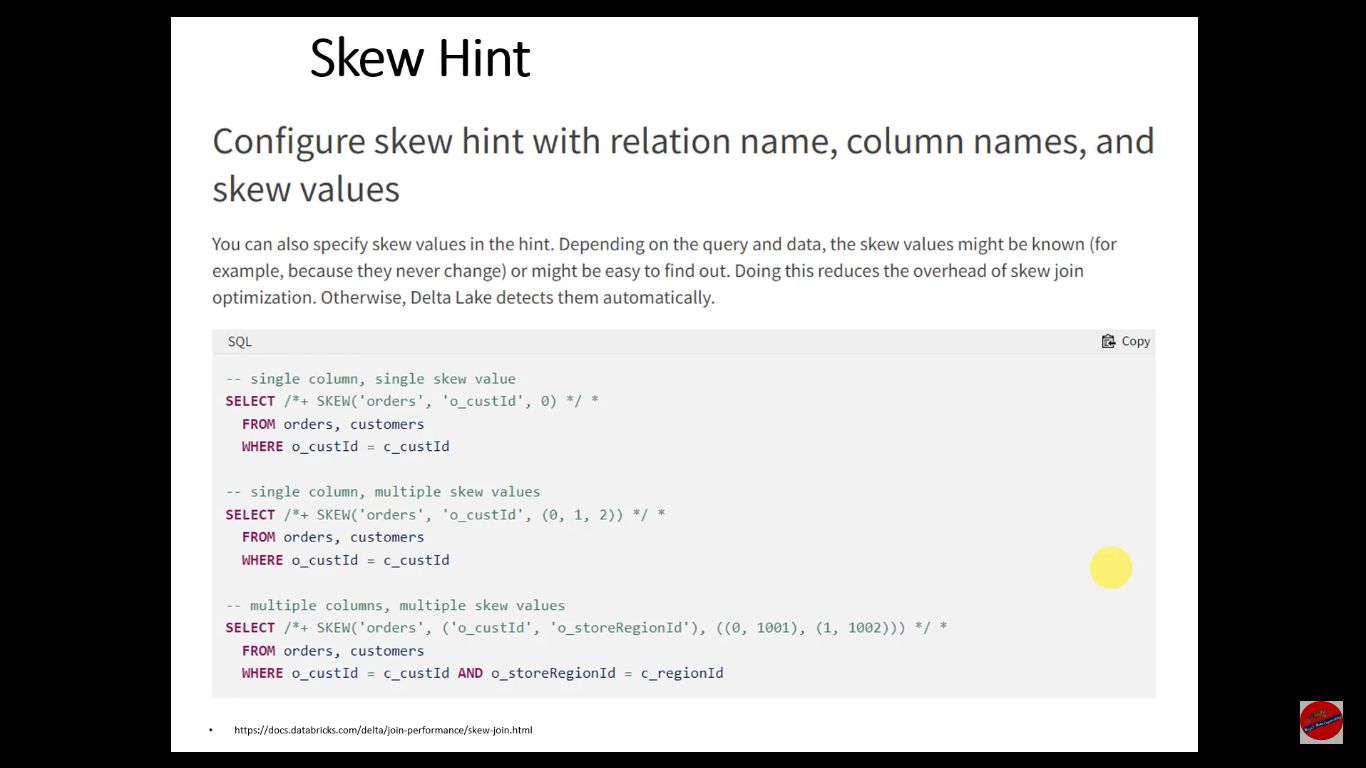 Skew Hint
Configure skew hint with relation name, column names, and
skew values
You can also specify skew values in the hint. Depending on the query and data, the skew values might be known (for
example, because they never change) or might be easy to find out. Doing this reduces the overhead of skew join
optimization. Otherwise, Delta Lake detects them automatically.
SQL
Copy
-- single column, single skew value
SELECT /*+ SKEW('orders', 'o_custId', 0) */ *
FROM orders, customers
WHERE o_custId = c_custId
-- single column, multiple skew values
SELECT /*+ SKEW('orders', 'o_custId', (0, 1, 2)) */ *
FROM orders, customers
WHERE o_custId = c_custId
-- multiple columns, multiple skew values
SELECT /*+ SKEW('orders', ('o_custId', 'o_storeRegionId'), ((0, 1001), (1, 1002))) */ *
FROM orders, customers
WHERE o_custId = c_custId AND o_storeRegionId = c_regionId
• https://docs.databricks.com/delta/join-performance/skew-join.html